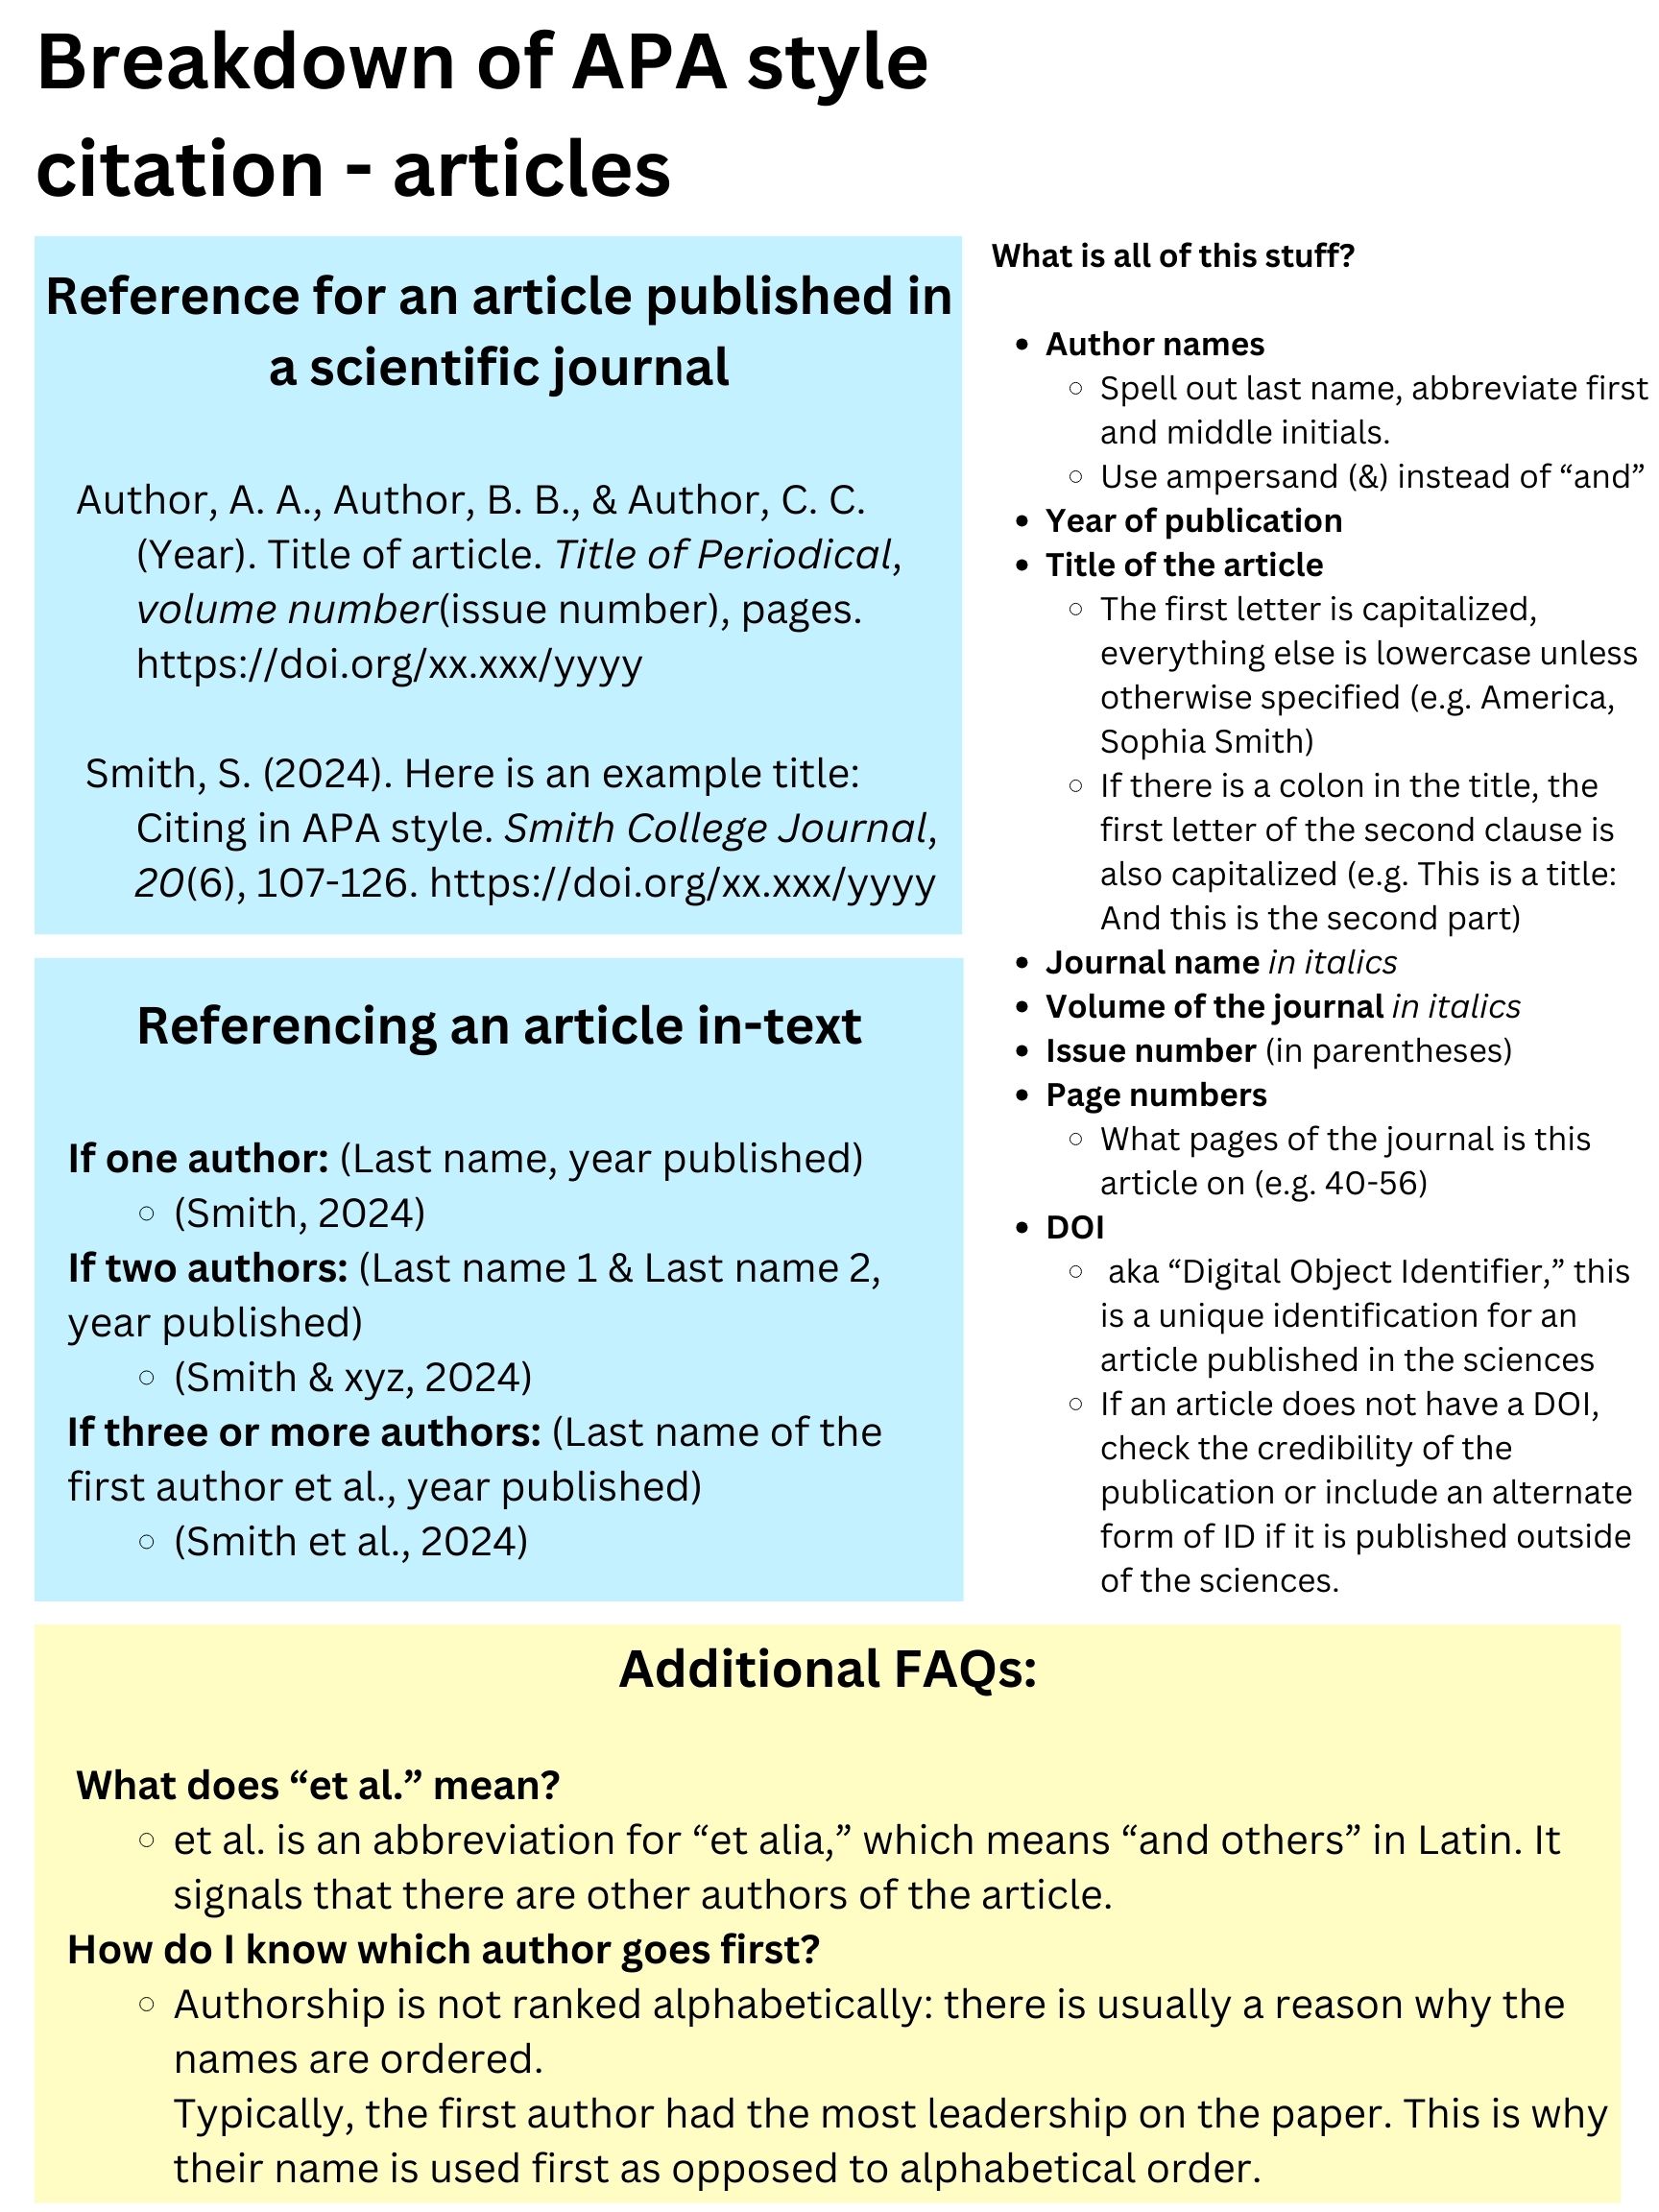 Breakdown of APA style
citation - articles
Reference for an article published in
a scientific journal
Author, A. A., Author, B. B., & Author, C. C.
(Year). Title of article. Title of Periodical,
volume number(issue number), pages.
https://doi.org/xx.xxx/yyyy
Smith, S. (2024). Here is an example title:
Citing in APA style. Smith College Journal,
20(6), 107-126. https://doi.org/xx.xxx/yyyy
Referencing an article in-text
If one author: (Last name, year published)
◦ (Smith, 2024)
If two authors: (Last name 1 & Last name 2,
year published)
◦ (Smith & xyz, 2024)
If three or more authors: (Last name of the
first author et al., year published)
◦ (Smith et al., 2024)
What is all of this stuff?
• Author names
◦ Spell out last name, abbreviate first
and middle initials.
◦ Use ampersand (&) instead of “and”
• Year of publication
• Title of the article
◦ The first letter is capitalized,
everything else is lowercase unless
otherwise specified (e.g. America,
Sophia Smith)
◦ If there is a colon in the title, the
first letter of the second clause is
also capitalized (e.g. This is a title:
And this is the second part)
• Journal name in italics
• Volume of the journal in italics
• Issue number (in parentheses)
• Page numbers
◦ What pages of the journal is this
article on (e.g. 40-56)
• DOI
◦ aka “Digital Object Identifier,” this
is a unique identification for an
article published in the sciences
◦ If an article does not have a DOI,
check the credibility of the
publication or include an alternate
form of ID if it is published outside
of the sciences.
Additional FAQs:
What does “et al.” mean?
◦ et al. is an abbreviation for “et alia,” which means “and others” in Latin. It
signals that there are other authors of the article.
How do I know which author goes first?
◦ Authorship is not ranked alphabetically: there is usually a reason why the
names are ordered.
Typically, the first author had the most leadership on the paper. This is why
their name is used first as opposed to alphabetical order.